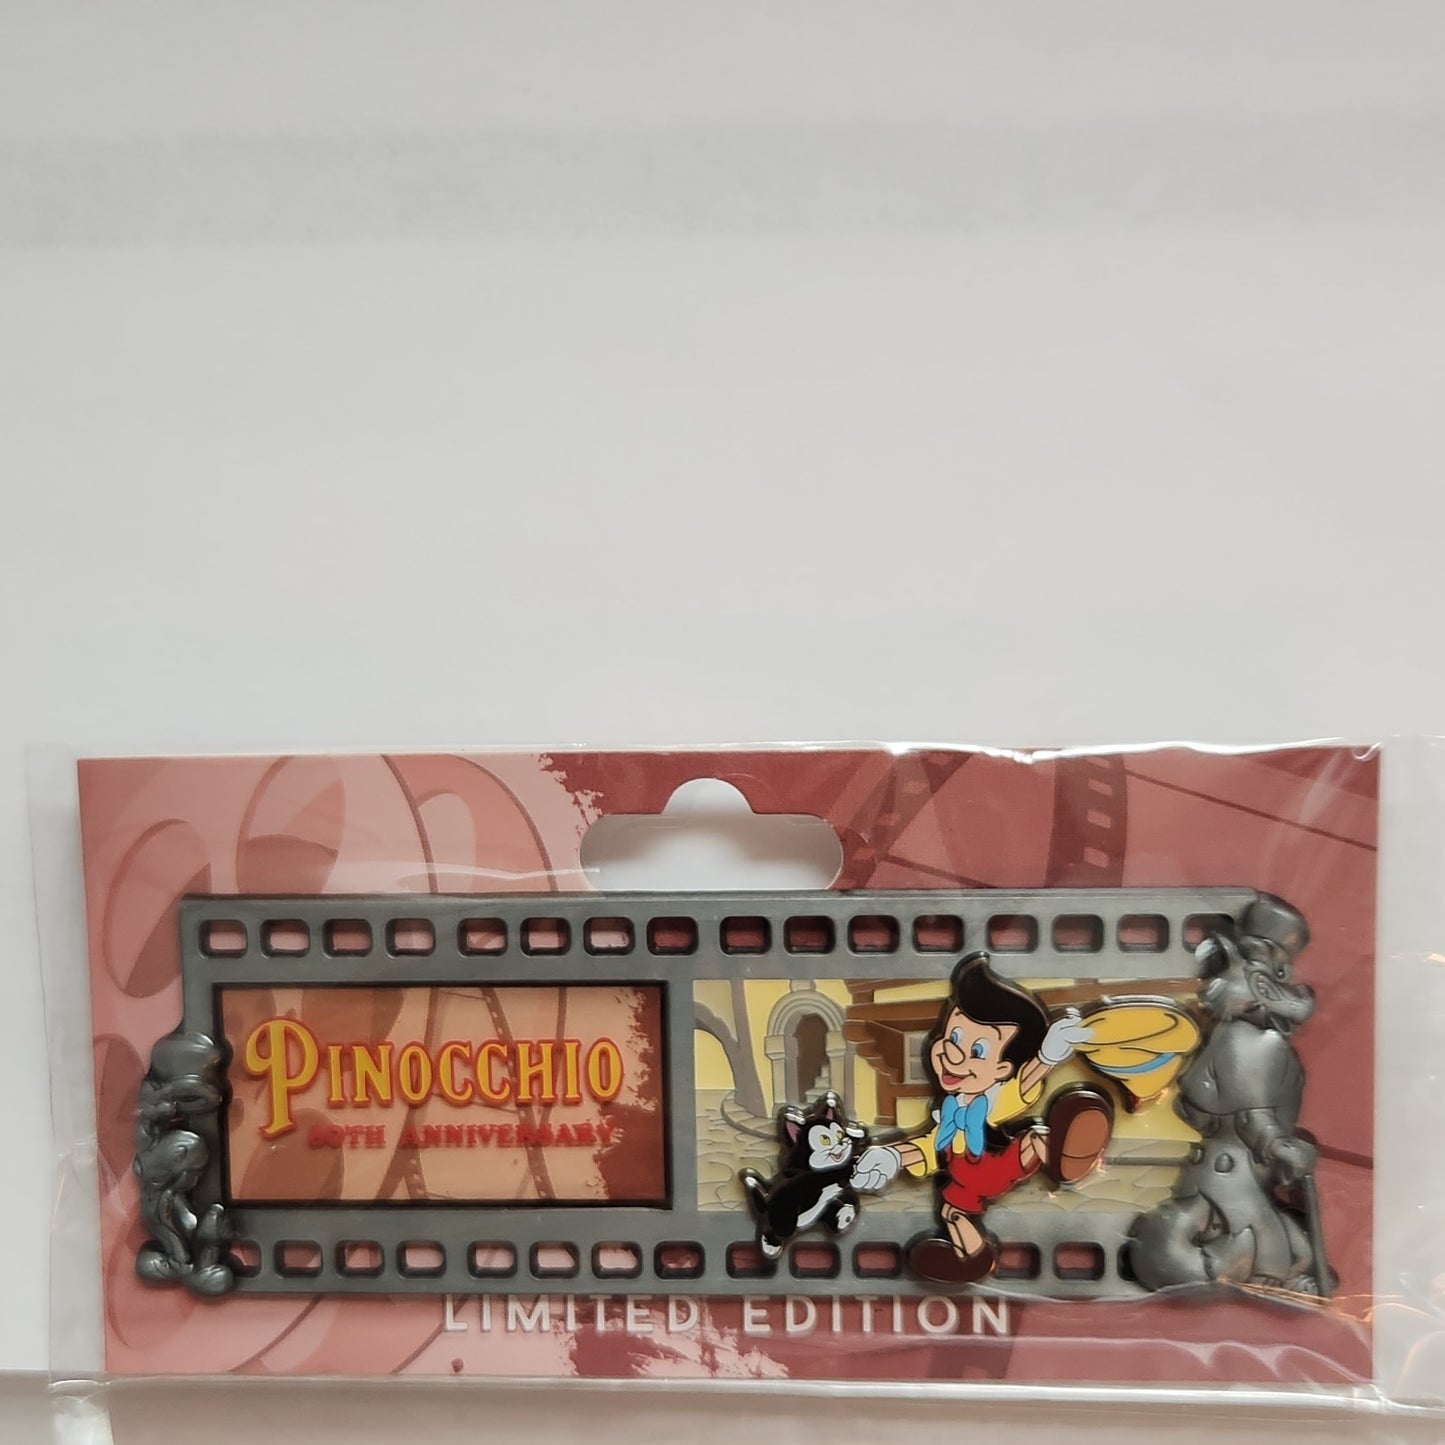 PINOCCHIO
80TH ANNIVERSARY
LIMITED EDITION